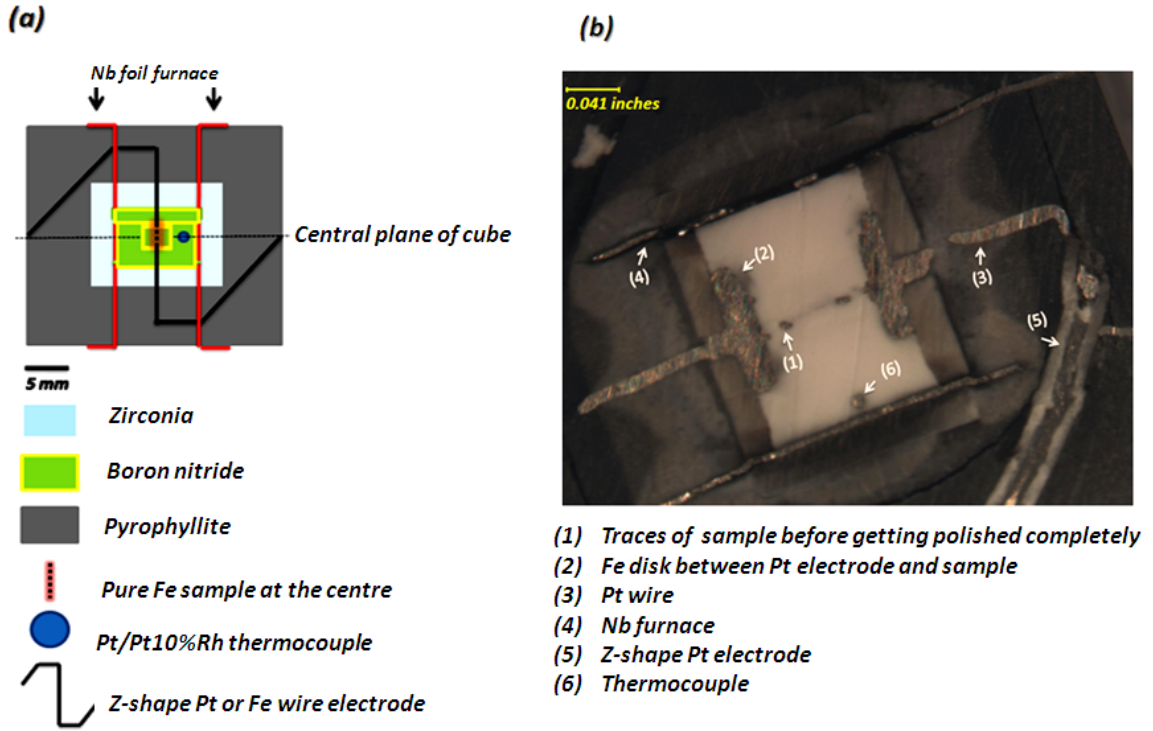 (a)
Nb foil furnace
Central plane of cube
5 mm
Zirconia
Boron nitride
Pyrophyllite
Pure Fe sample at the centre
Pt/Pt10%Rh thermocouple
Z-shape Pt or Fe wire electrode
(b)
0.041 inches
(2)
(4)
(3)
(5)
(1)
(6)
(1) Traces of sample before getting polished completely
(2) Fe disk between Pt electrode and sample
(3) Pt wire
(4) Nb furnace
(5) Z-shape Pt electrode
(6) Thermocouple